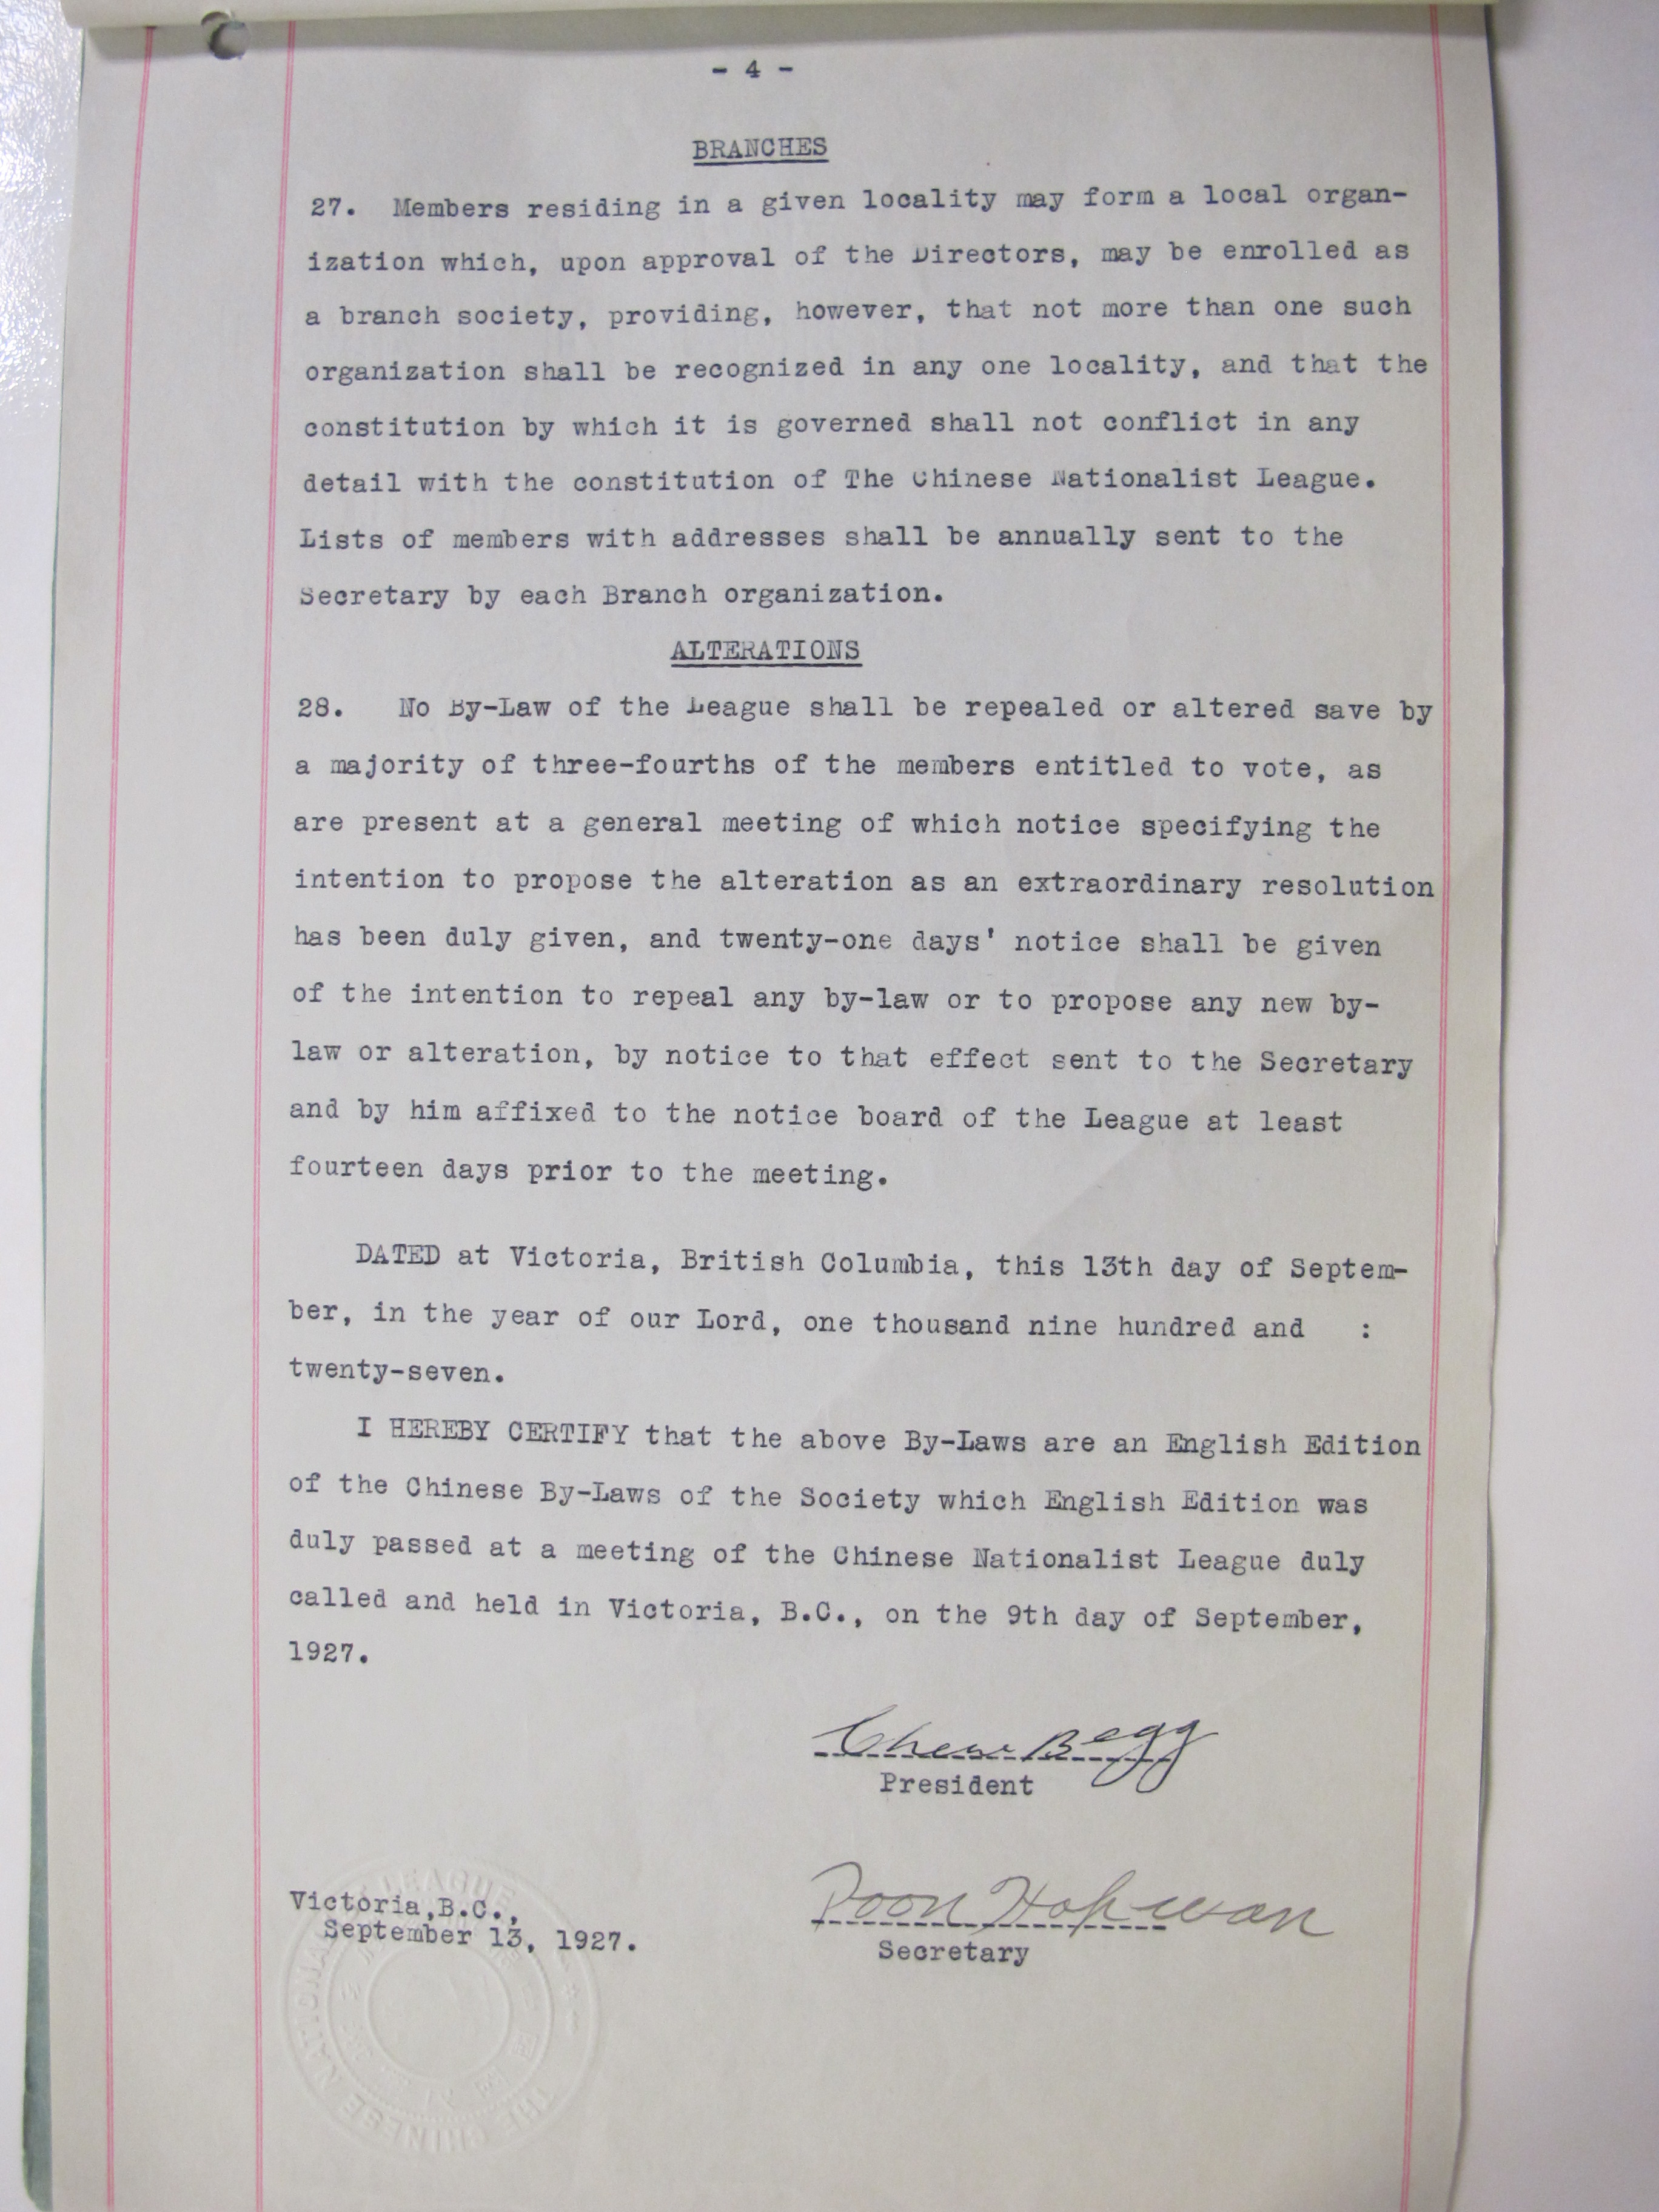 - 4 -
BRANCHES
27. Members residing in a given locality may form a local organ-
ization which, upon approval of the Directors, may be enrolled as
a branch society, providing, however, that not more than one such
organization shall be recognized in any one locality, and that the
constitution by which it is governed shall not conflict in any
detail with the constitution of The Chinese Nationalist League.
Lists of members with addresses shall be annually sent to the
Secretary by each Branch organization.
ALTERATIONS
28. No By-Law of the League shall be repealed or altered save by
a majority of three-fourths of the members entitled to vote, as
are present at a general meeting of which notice specifying the
intention to propose the alteration as an extraordinary resolution
has been duly given, and twenty-one days' notice shall be given
of the intention to repeal any by-law or to propose any new by-
law or alteration, by notice to that effect sent to the Secretary
and by him affixed to the notice board of the League at least
fourteen days prior to the meeting.
DATED at Victoria, British Columbia, this 13th day of Septem-
ber, in the year of our Lord, one thousand nine hundred and :
twenty-seven.
I HEREBY CERTIFY that the above By-Laws are an English Edition
of the Chinese By-Laws of the Society which English Edition was
duly passed at a meeting of the Chinese Nationalist League duly
called and held in Victoria, B.C., on the 9th day of September,
1927.
Chew Begg
President
Poon Hop wan
Secretary
Victoria,B.C.,
September 13, 1927.
THE CHINESE NATIONALIST LEAGUE